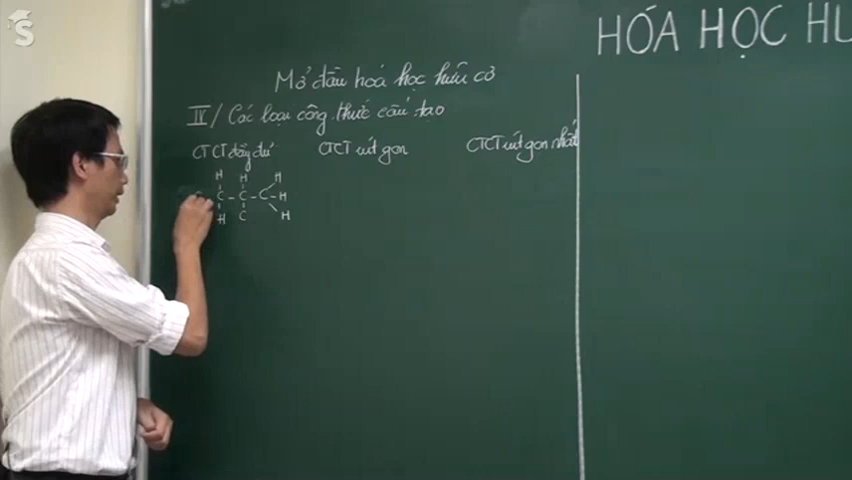 S
HÓA HỌC HỮ
Mở đầu hoá học hữu cơ
IV/ Các loại công thức cấu tạo
CTCT đầy đủ CTCT rút gọn CTCT rút gọn nhất
H H H
C - C - C - H
H C H